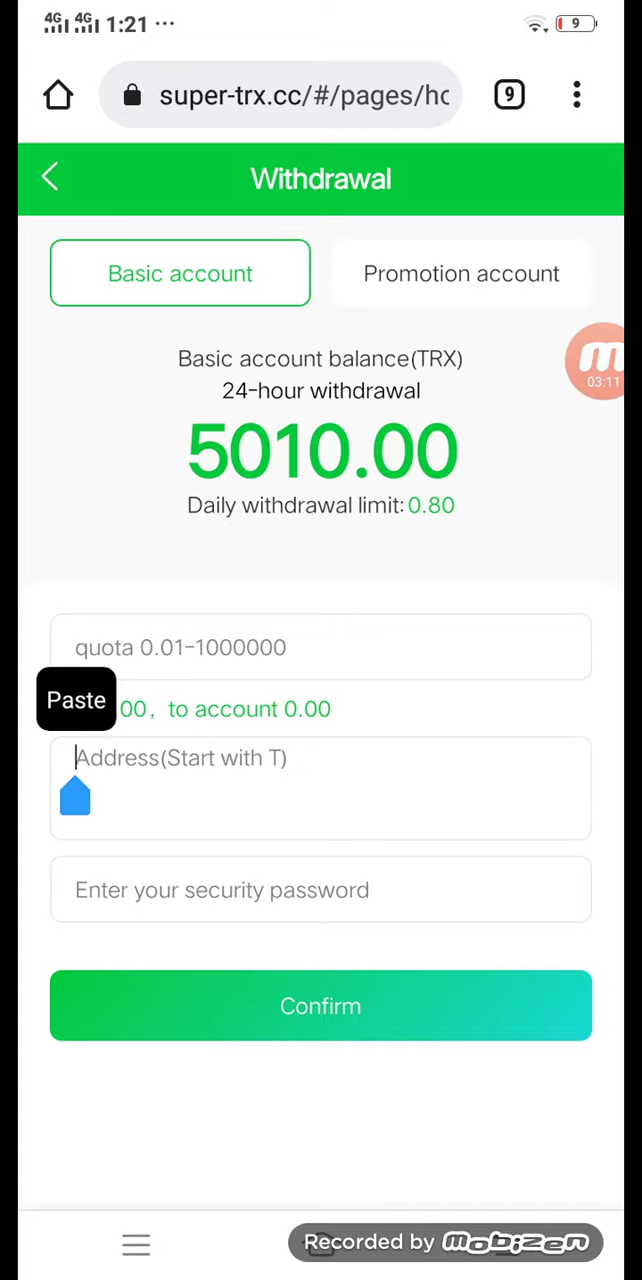 4G 4G 1:21 ... 9
super-trx.cc/#/pages/hc 9
Withdrawal
Basic account Promotion account
Basic account balance(TRX)
24-hour withdrawal
03:11
5010.00
Daily withdrawal limit: 0.80
quota 0.01-1000000
Paste .00, to account 0.00
Address(Start with T)
Enter your security password
Confirm
Recorded by mobizen